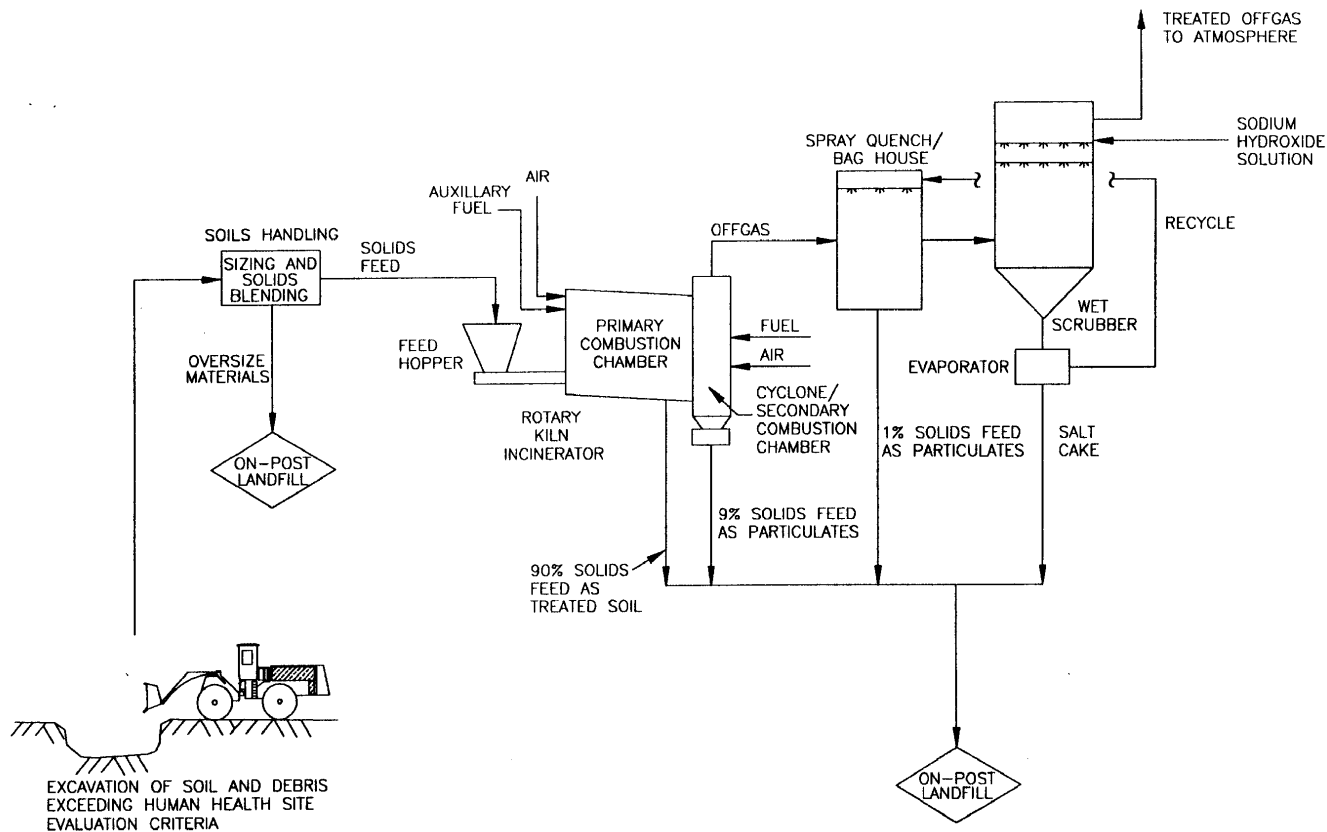 TREATED OFFGAS
TO ATMOSPHERE
SODIUM
HYDROXIDE
SOLUTION
SPRAY QUENCH/
BAG HOUSE
AIR
AUXILLARY
FUEL
RECYCLE
OFFGAS
SOILS HANDLING
SOLIDS
FEED
SIZING AND
SOLIDS
BLENDING
WET
SCRUBBER
FUEL
PRIMARY
COMBUSTION
CHAMBER
FEED
HOPPER
AIR
EVAPORATOR
OVERSIZE
MATERIALS
CYCLONE/
SECONDARY
COMBUSTION
CHAMBER
ROTARY
KILN
INCINERATOR
1% SOLIDS FEED
AS PARTICULATES
SALT
CAKE
ON-POST
LANDFILL
9% SOLIDS FEED
AS PARTICULATES
90% SOLIDS
FEED AS
TREATED SOIL
ON-POST
LANDFILL
EXCAVATION OF SOIL AND DEBRIS
EXCEEDING HUMAN HEALTH SITE
EVALUATION CRITERIA